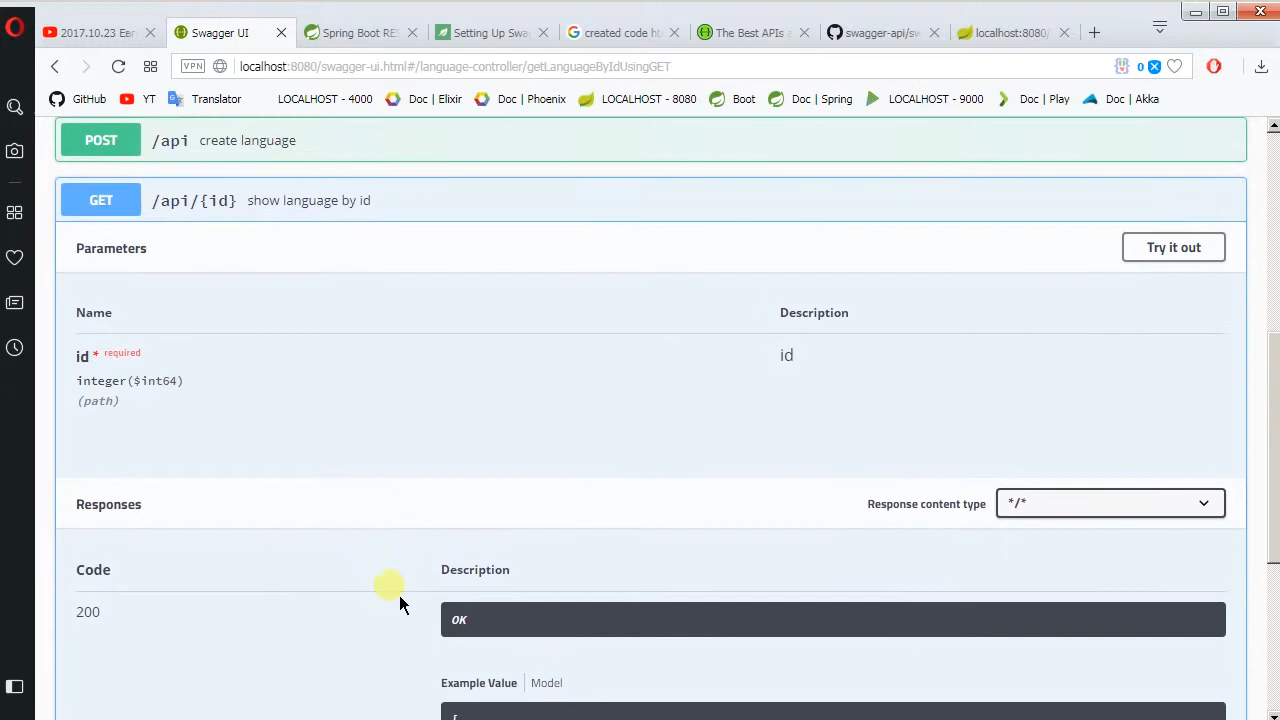 2017.10.23 Ear
Swagger UI
Spring Boot RES
Setting Up Swa
created code ht
The Best APIs a
swagger-api/sw
localhost:8080/
VPN
localhost:8080/swagger-ui.html#/language-controller/getLanguageByIdUsingGET
0
GitHub
YT
Translator
LOCALHOST - 4000
Doc | Elixir
Doc | Phoenix
LOCALHOST - 8080
Boot
Doc | Spring
LOCALHOST - 9000
Doc | Play
Doc | Akka
POST /api create language
GET /api/{id} show language by id
Parameters
Try it out
Name
Description
id * required
id
integer($int64)
(path)
Responses
Response content type
*/*
Code
Description
200
OK
Example Value
Model